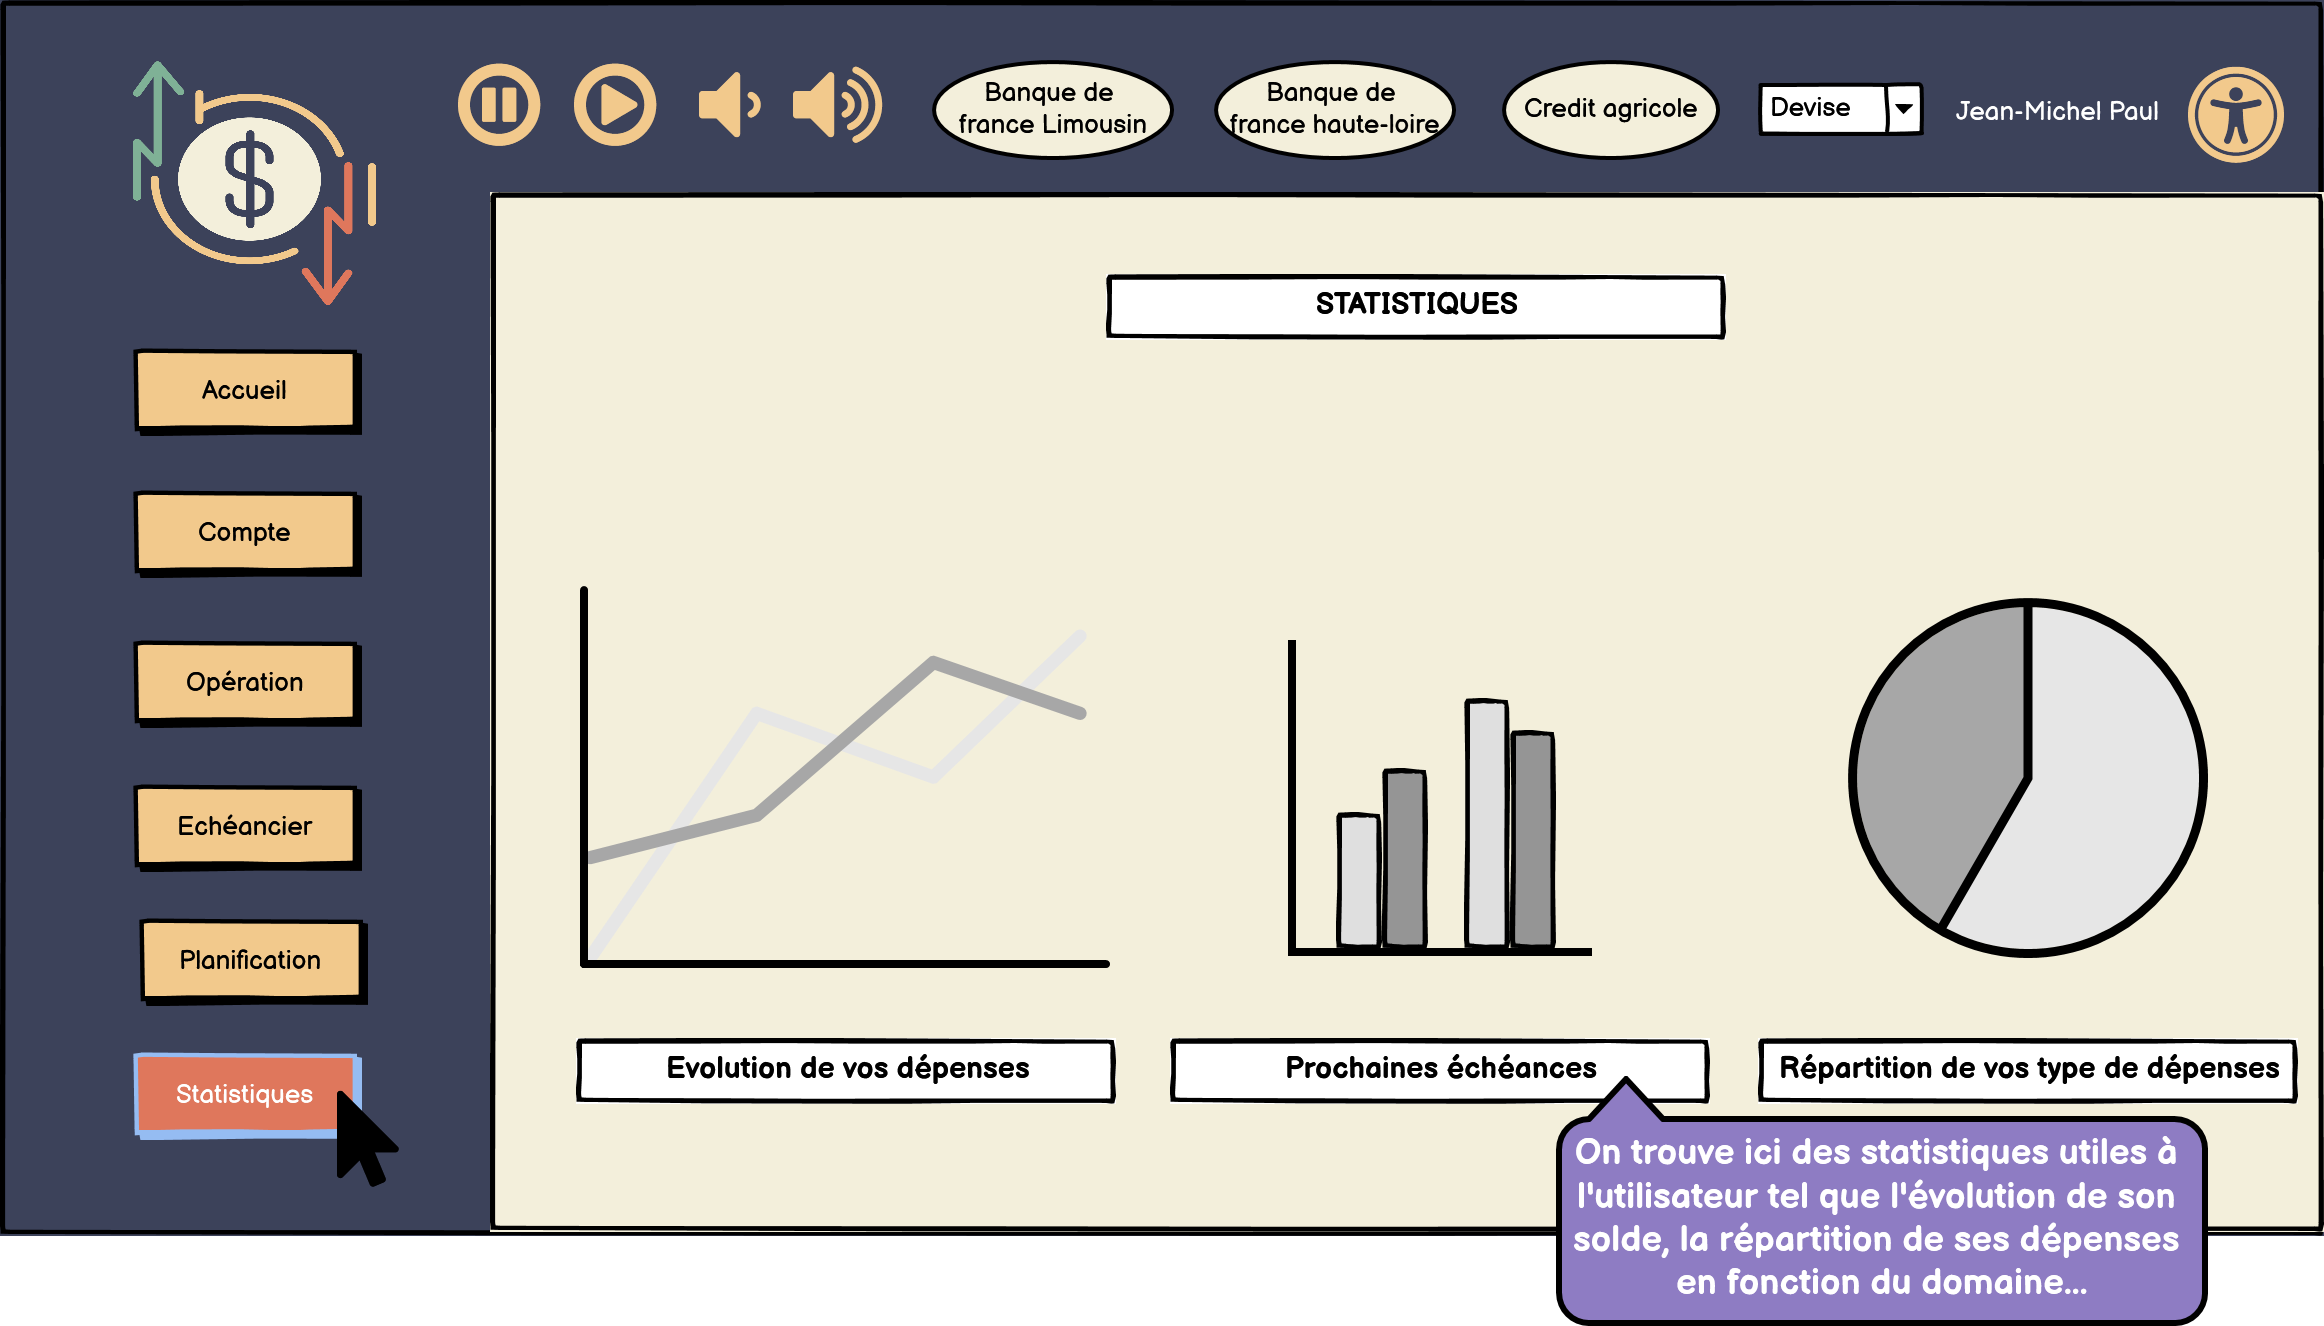 $
Banque de
france Limousin
Banque de
france haute-loire
Credit agricole
Devise
Jean-Michel Paul
STATISTIQUES
Accueil
Compte
Opération
Echéancier
Planification
Statistiques
Evolution de vos dépenses
Prochaines échéances
Répartition de vos type de dépenses
On trouve ici des statistiques utiles à
l'utilisateur tel que l'évolution de son
solde, la répartition de ses dépenses
en fonction du domaine...